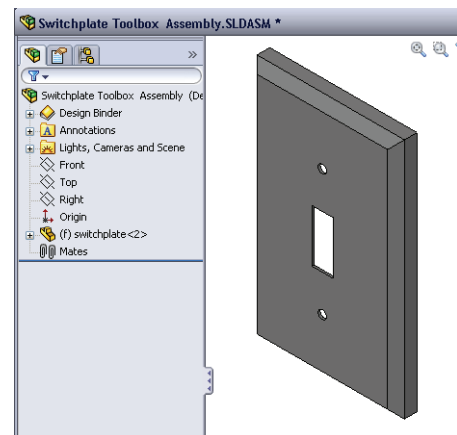 Switchplate Toolbox Assembly.SLDASM *
Switchplate Toolbox Assembly (De
Design Binder
A Annotations
Lights, Cameras and Scene
Front
Top
Right
Origin
(f) switchplate<2>
Mates